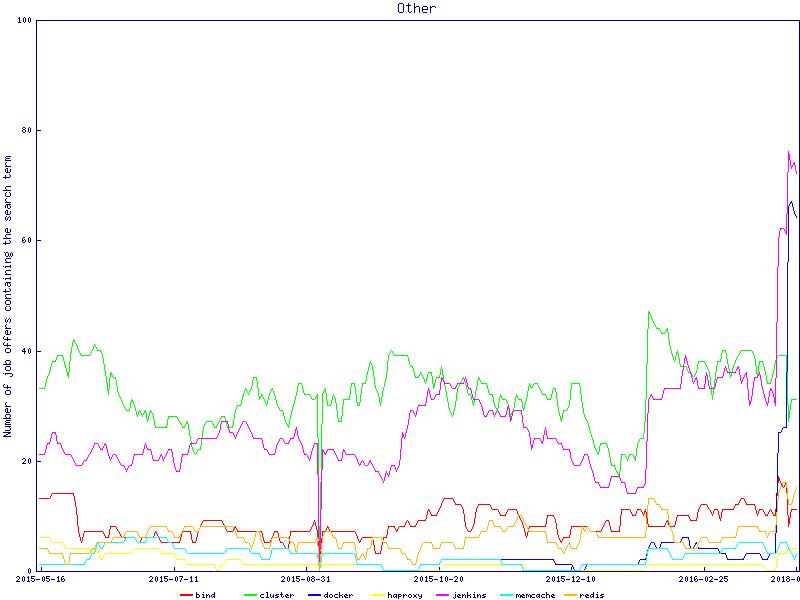 Other
Number of job offers containing the search term
100
80
60
40
20
0
2015-05-16 2015-07-11 2015-08-31 2015-10-20 2015-12-10 2016-02-25 2018-0
bind cluster docker haproxy jenkins memcache redis